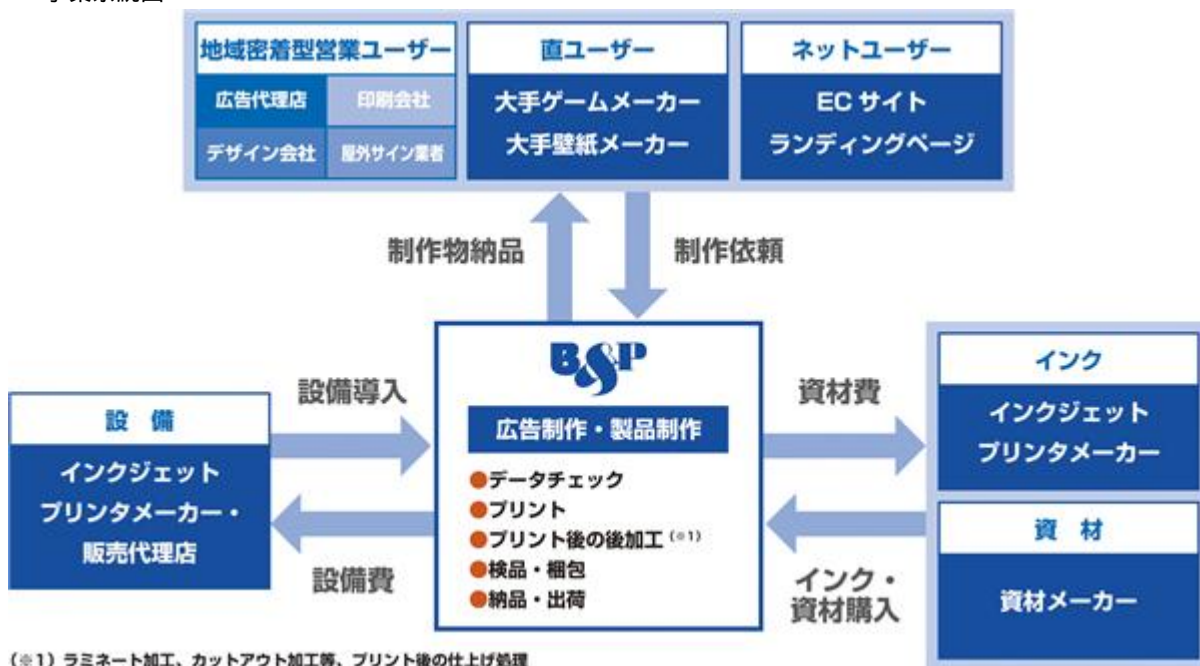 地域密着型営業ユーザー
広告代理店
印刷会社
デザイン会社
屋外サイン業者
直ユーザー
大手ゲームメーカー
大手壁紙メーカー
ネットユーザー
ECサイト
ランディングページ
制作物納品
制作依頼
設備導入
設備費
設備
インクジェット
プリンタメーカー・
販売代理店
B&P
広告制作・製品制作
●データチェック
●プリント
●プリント後の後加工(※1)
●検品・梱包
●納品・出荷
資材費
インク・
資材購入
インク
インクジェット
プリンタメーカー
資材
資材メーカー
(※1)ラミネート加工、カットアウト加工等、プリント後の仕上げ処理